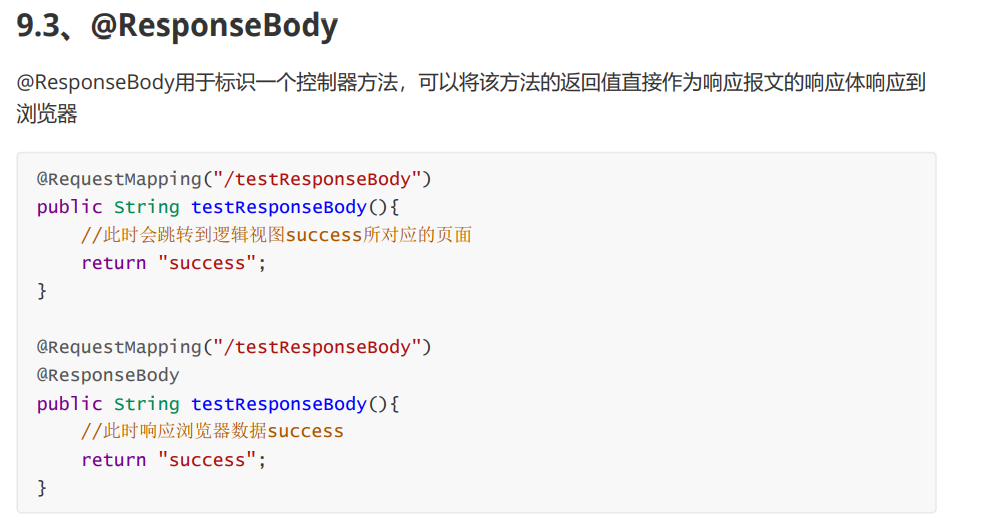 9.3、@ResponseBody
@ResponseBody用于标识一个控制器方法，可以将该方法的返回值直接作为响应报文的响应体响应到
浏览器
@RequestMapping("/testResponseBody")
public String testResponseBody(){
    //此时会跳转到逻辑视图success所对应的页面
    return "success";
}
@RequestMapping("/testResponseBody")
@ResponseBody
public String testResponseBody(){
    //此时响应浏览器数据success
    return "success";
}